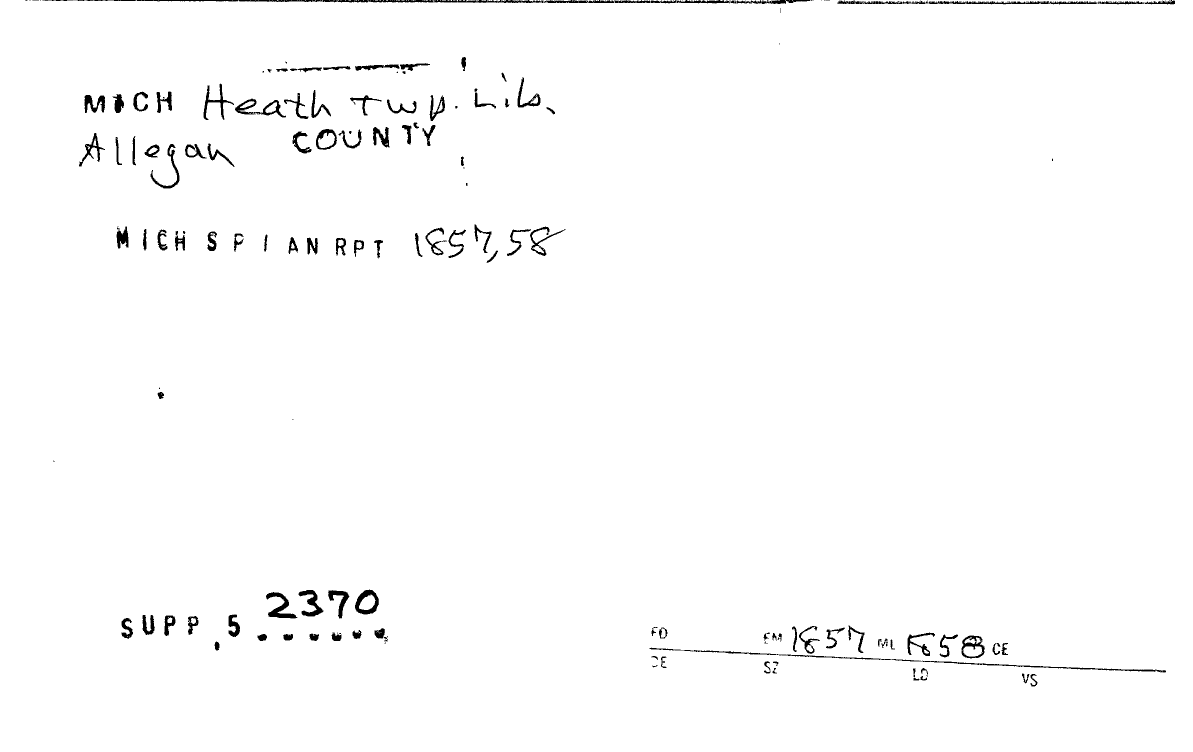 MICH Heath Twp. Lib.
Allegan COUNTY
MICH S P I AN RPT 1857,58
SUPP.5 2370
FD EM 1857 ML 1858 CE
CE SZ LD VS